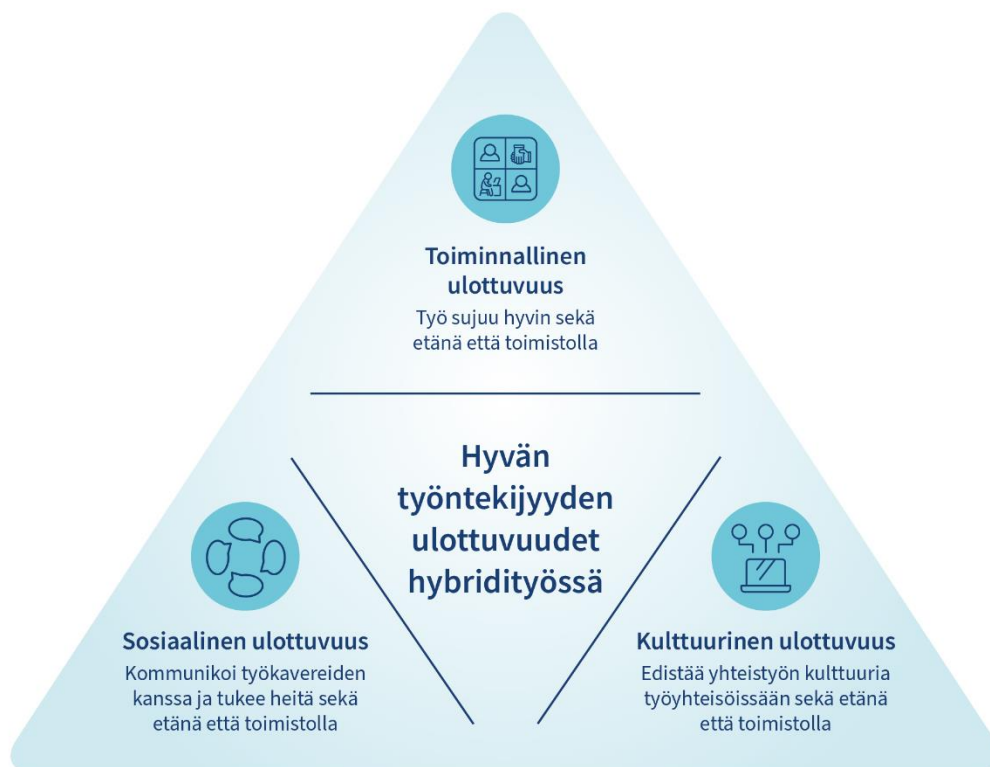 Toiminnallinen
ulottuvuus
Työ sujuu hyvin sekä
etänä että toimistolla
Hyvän
työntekijyyden
ulottuvuudet
hybridityössä
Sosiaalinen ulottuvuus
Kommunikoi työkavereiden
kanssa ja tukee heitä sekä
etänä että toimistolla
Kulttuurinen ulottuvuus
Edistää yhteistyön kulttuuria
työyhteisöissään sekä etänä
että toimistolla